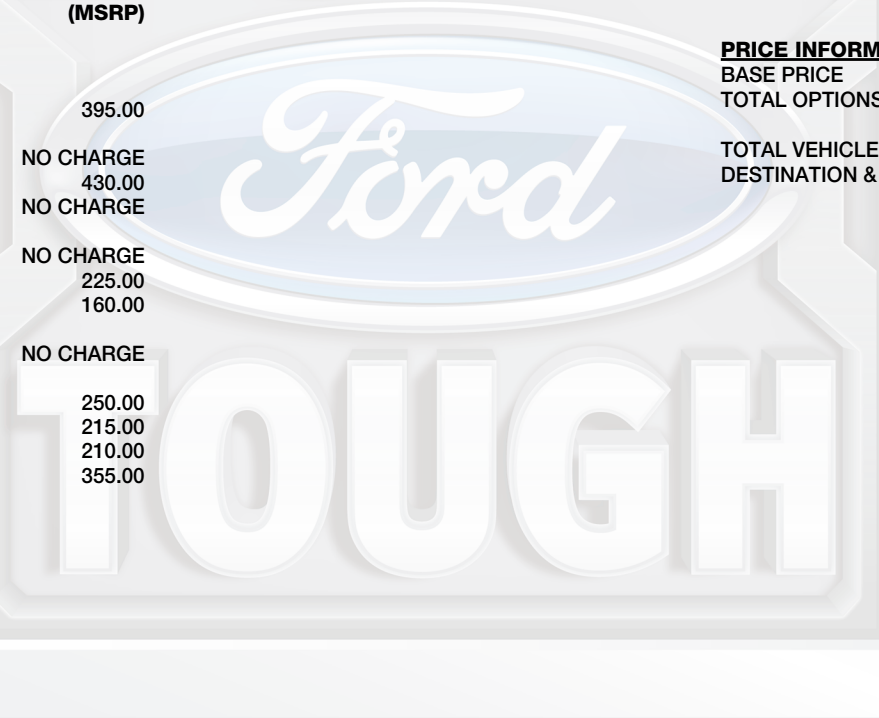 (MSRP)
395.00
NO CHARGE
430.00
NO CHARGE
NO CHARGE
225.00
160.00
NO CHARGE
250.00
215.00
210.00
355.00
PRICE INFORM
BASE PRICE
TOTAL OPTIONS
TOTAL VEHICLE
DESTINATION &
Ford
TOUGH